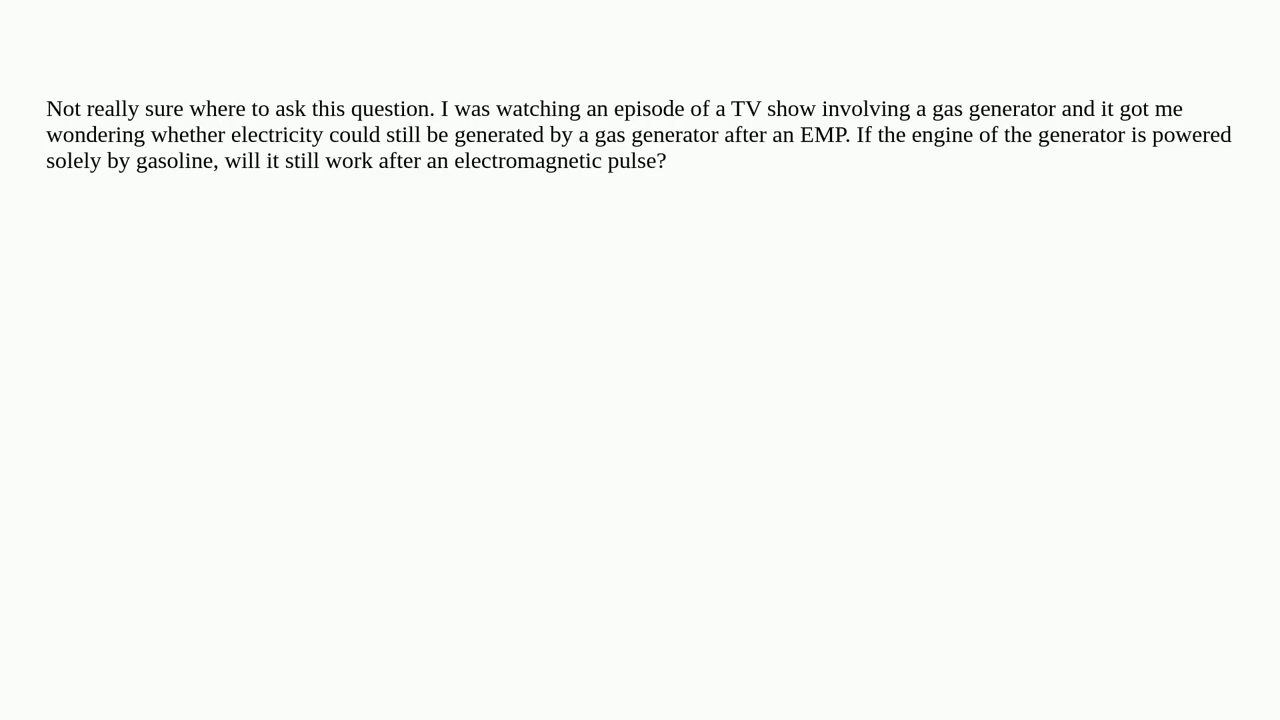 Not really sure where to ask this question. I was watching an episode of a TV show involving a gas generator and it got me
wondering whether electricity could still be generated by a gas generator after an EMP. If the engine of the generator is powered
solely by gasoline, will it still work after an electromagnetic pulse?